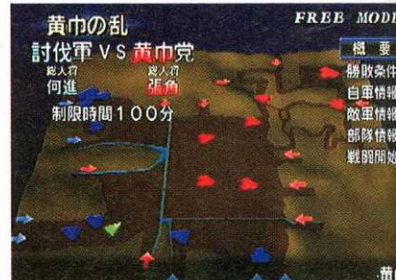 黄巾の乱
FREE MODE
討伐軍 VS 黄巾党
総大将 総大将
何進 張角
制限時間100分
概 要
勝敗条件
自軍情報
敵軍情報
部隊情報
戦闘開始
黄